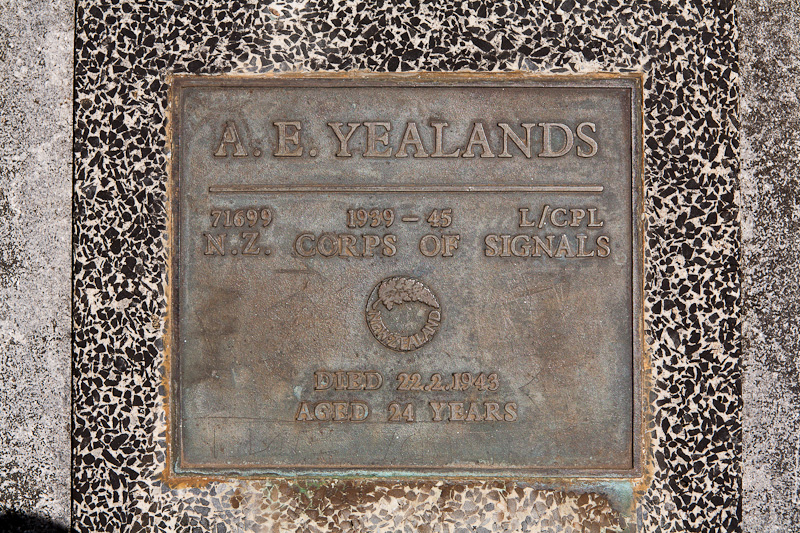 A. E. YEALANDS
71699 1939 - 45 L/CPL
N.Z. CORPS OF SIGNALS
NEW ZEALAND
DIED 22.2.1943
AGED 24 YEARS